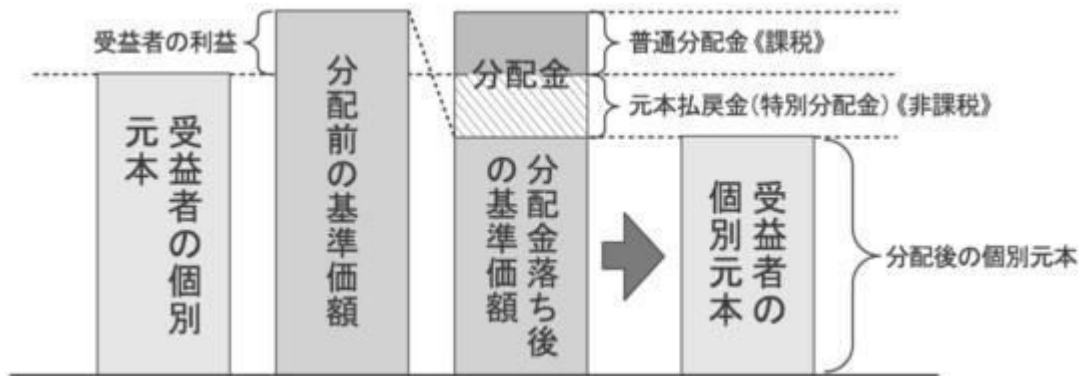 受益者の利益
受益者の個別
元本
分配前の基準価額
分配金
分配金落ち後
の基準価額
普通分配金《課税》
元本払戻金(特別分配金)《非課税》
受益者の
個別元本
分配後の個別元本